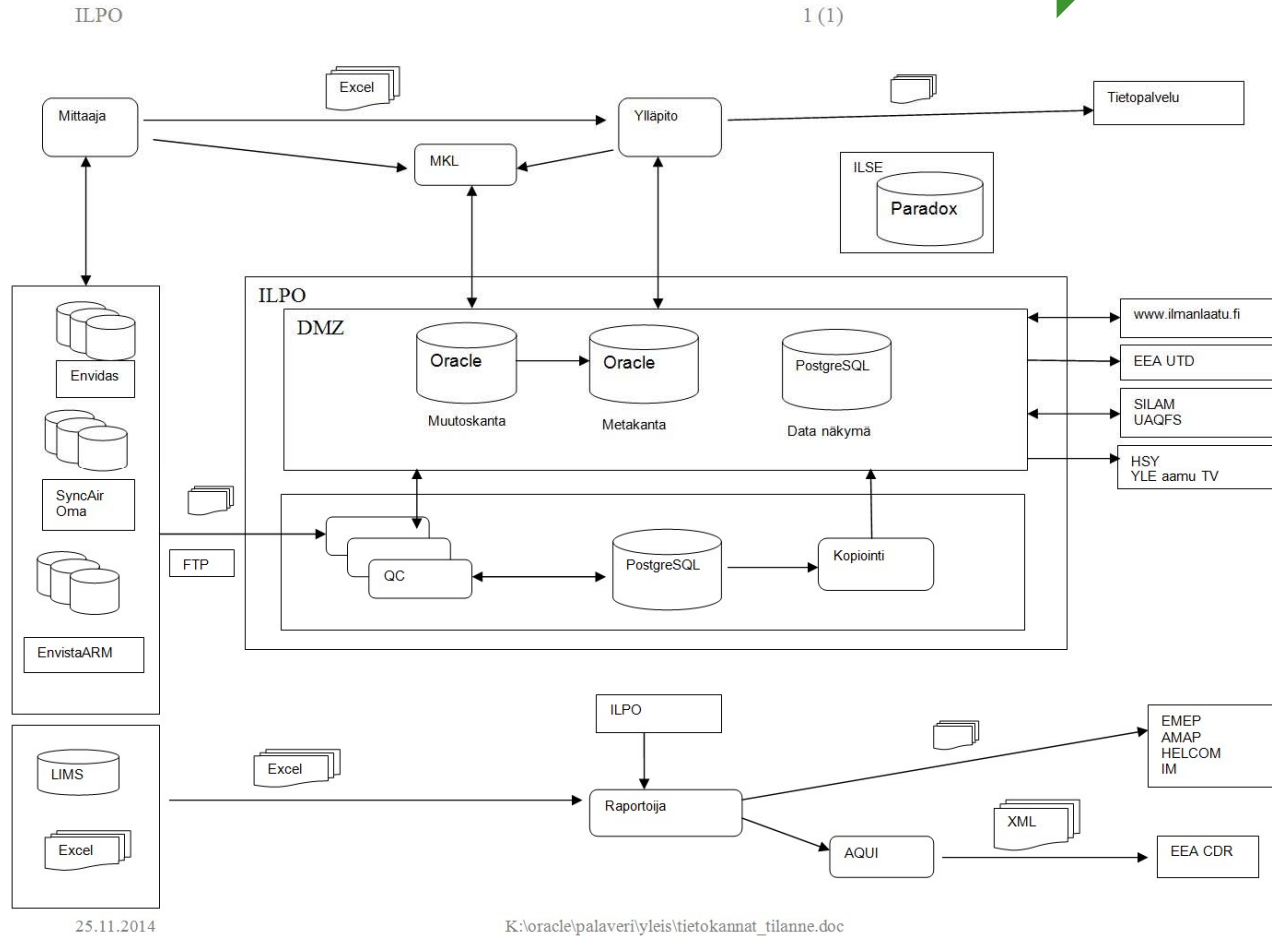 ILPO
1 (1)
Excel
Mittaaja
Ylläpito
Tietopalvelu
MKL
ILSE
Paradox
ILPO
DMZ
Oracle
Oracle
PostgreSQL
Muutoskanta
Metakanta
Data näkymä
www.ilmanlaatu.fi
EEA UTD
SILAM
UAQFS
HSY
YLE aamu TV
Envidas
SyncAir
Oma
EnvistaARM
FTP
QC
PostgreSQL
Kopiointi
ILPO
LIMS
Excel
Excel
Raportoija
EMEP
AMAP
HELCOM
IM
XML
AQUI
EEA CDR
25.11.2014
K:\oracle\palaveri\yleis\tietokannat_tilanne.doc